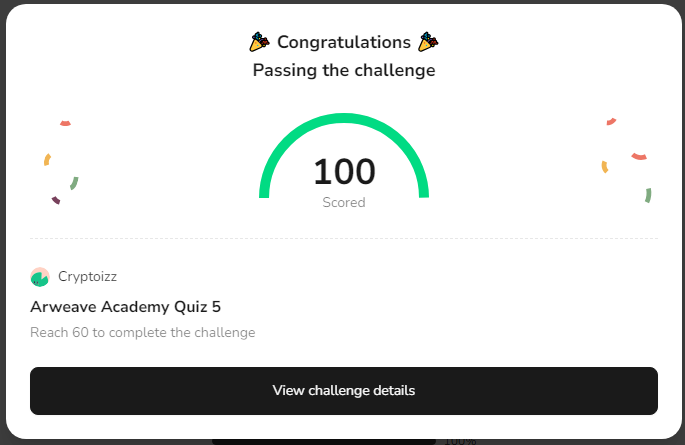 Congratulations
Passing the challenge
100
Scored
Cryptoizz
Arweave Academy Quiz 5
Reach 60 to complete the challenge
View challenge details
100%